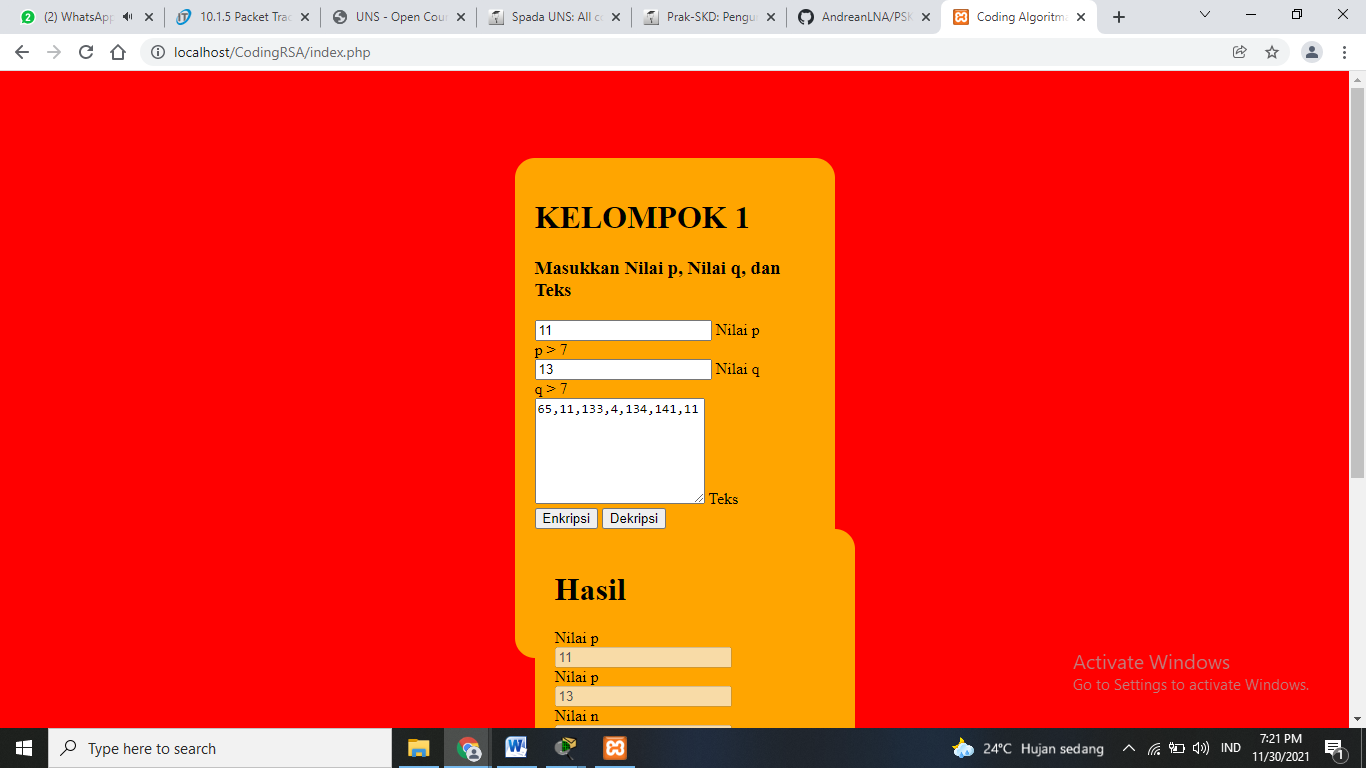 (2) WhatsApp
10.1.5 Packet Trac
UNS - Open Cou
Spada UNS: All c
Prak-SKD: Pengu
AndreanLNA/PSK
Coding Algoritma
localhost/CodingRSA/index.php
KELOMPOK 1
Masukkan Nilai p, Nilai q, dan
Teks
11 Nilai p
p > 7
13 Nilai q
q > 7
65,11,133,4,134,141,11
Teks
Enkripsi Dekripsi
Hasil
Nilai p
11
Nilai p
13
Nilai n
Activate Windows
Go to Settings to activate Windows.
Type here to search
24°C Hujan sedang
IND
7:21 PM
11/30/2021
1